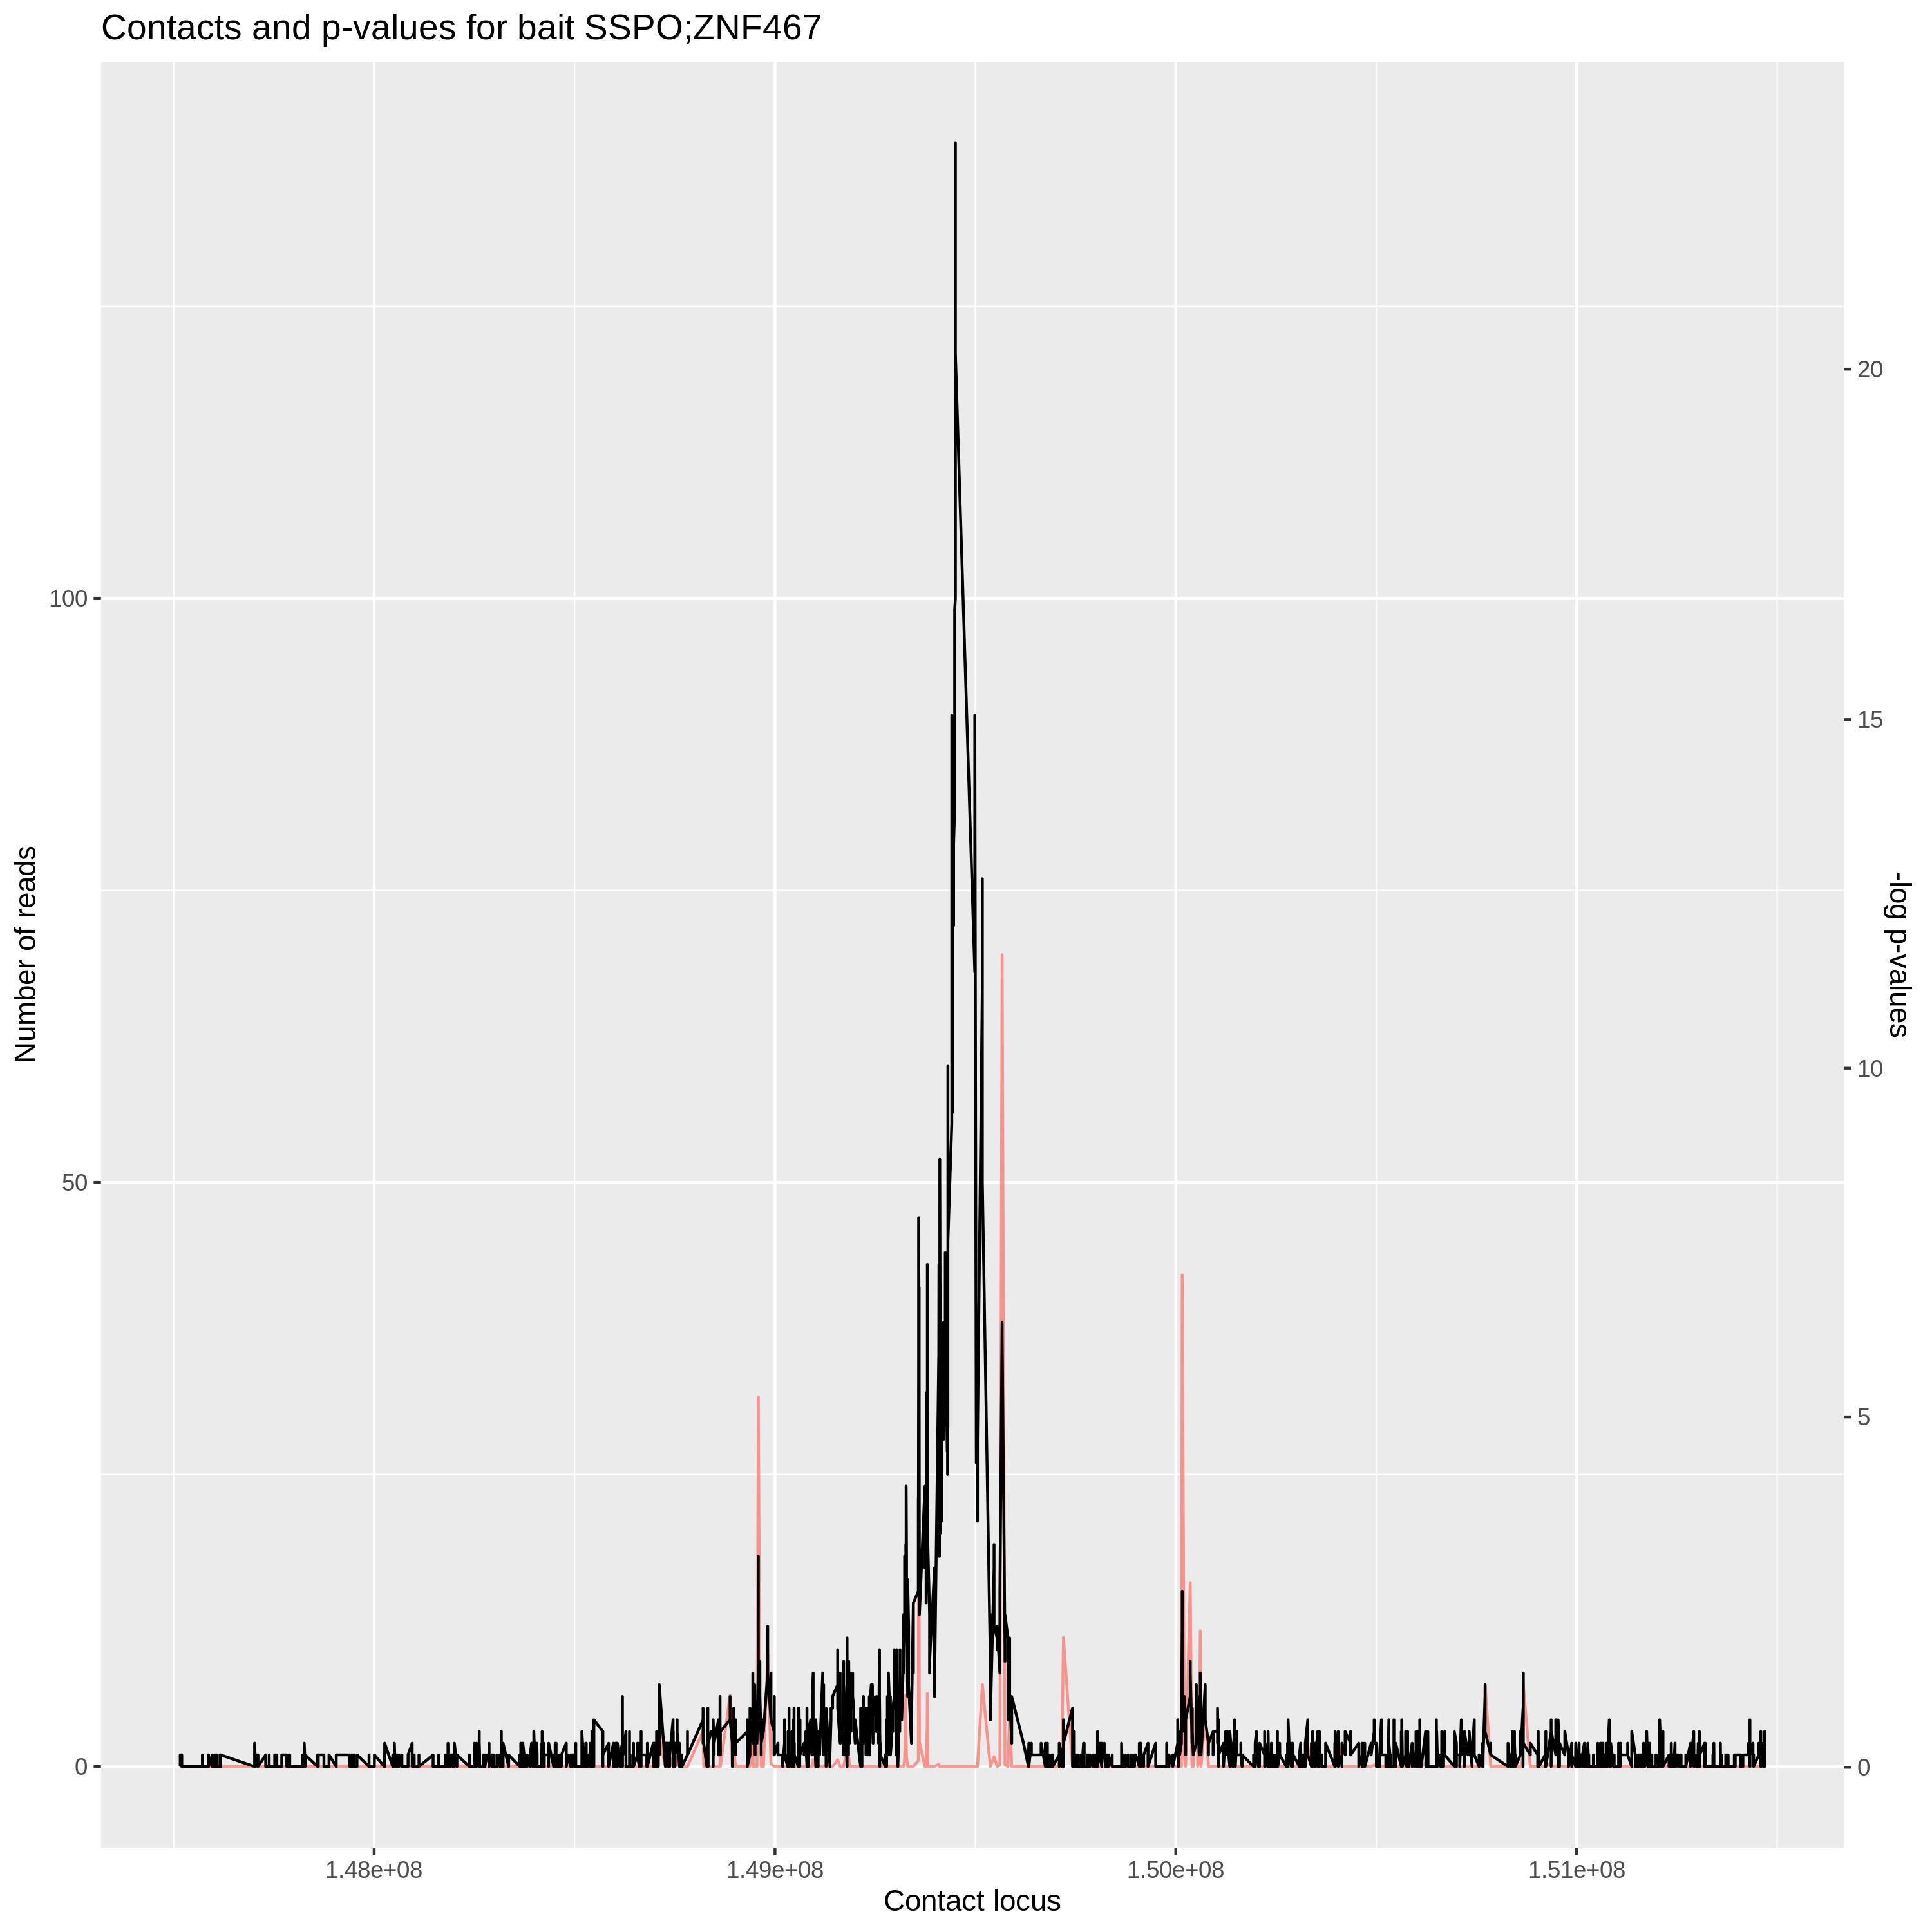 Contacts and p-values for bait SSPO;ZNF467
Number of reads
100
50
0
20
15
10
5
0
-log p-values
1.48e+08
1.49e+08
1.50e+08
1.51e+08
Contact locus